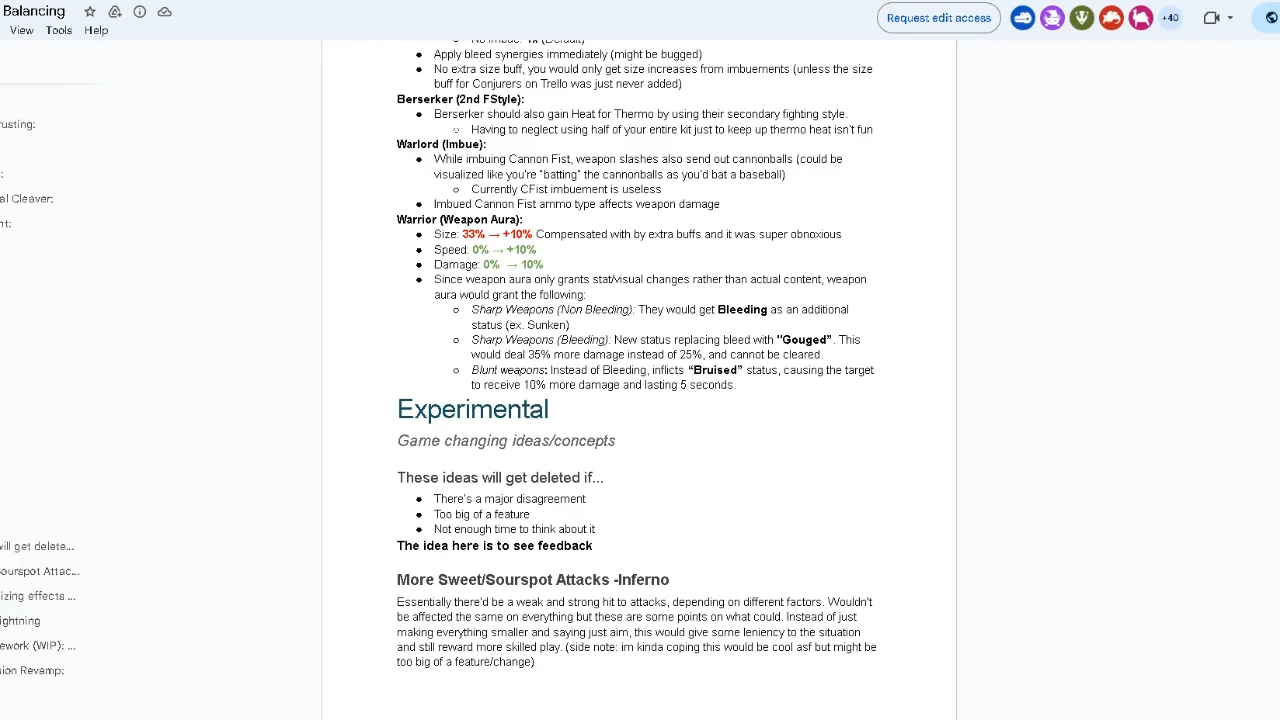 Balancing
View Tools Help
Request edit access
+40
rusting:
:
al Cleaver:
nt:
vill get delete...
ourspot Attac...
izing effects ...
ightning
ework (WIP): ...
ion Revamp:
No imbue: 1x (Default)
Apply bleed synergies immediately (might be bugged)
No extra size buff, you would only get size increases from imbuements (unless the size
buff for Conjurers on Trello was just never added)
Berserker (2nd FStyle):
Berserker should also gain Heat for Thermo by using their secondary fighting style.
Having to neglect using half of your entire kit just to keep up thermo heat isn't fun
Warlord (Imbue):
While imbuing Cannon Fist, weapon slashes also send out cannonballs (could be
visualized like you're "batting" the cannonballs as you'd bat a baseball)
Currently CFist imbuement is useless
Imbued Cannon Fist ammo type affects weapon damage
Warrior (Weapon Aura):
Size: 33% → +10% Compensated with by extra buffs and it was super obnoxious
Speed: 0% → +10%
Damage: 0% → 10%
Since weapon aura only grants stat/visual changes rather than actual content, weapon
aura would grant the following:
Sharp Weapons (Non Bleeding): They would get Bleeding as an additional
status (ex. Sunken)
Sharp Weapons (Bleeding): New status replacing bleed with "Gouged”. This
would deal 35% more damage instead of 25%, and cannot be cleared.
Blunt weapons: Instead of Bleeding, inflicts “Bruised” status, causing the target
to receive 10% more damage and lasting 5 seconds.
Experimental
Game changing ideas/concepts
These ideas will get deleted if...
There's a major disagreement
Too big of a feature
Not enough time to think about it
The idea here is to see feedback
More Sweet/Sourspot Attacks -Inferno
Essentially there'd be a weak and strong hit to attacks, depending on different factors. Wouldn't
be affected the same on everything but these are some points on what could. Instead of just
making everything smaller and saying just aim, this would give some leniency to the situation
and still reward more skilled play. (side note: im kinda coping this would be cool asf but might be
too big of a feature/change)